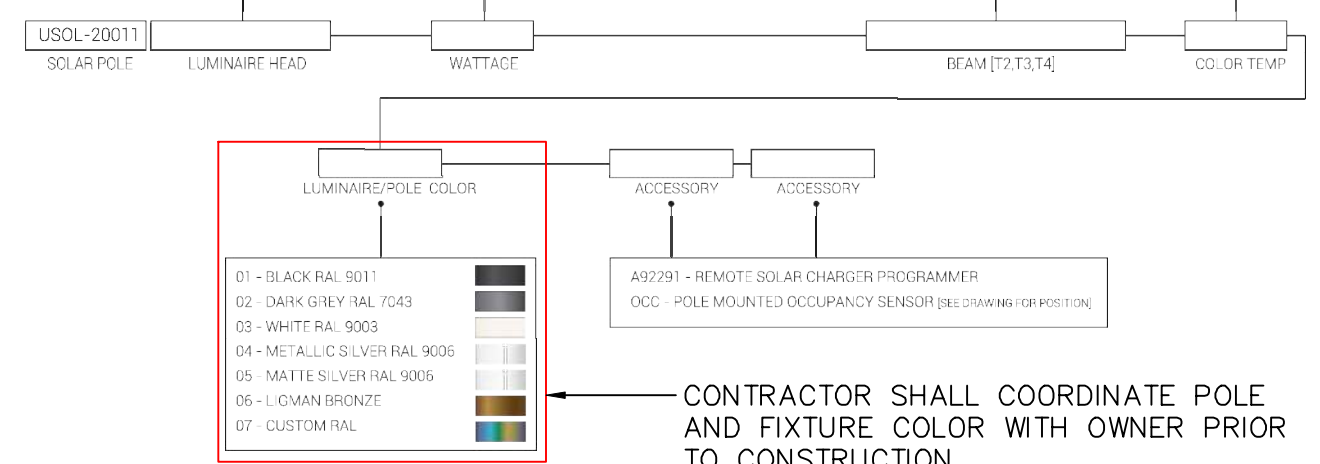 USOL-20011
SOLAR POLE LUMINAIRE HEAD WATTAGE BEAM [T2,T3,T4] COLOR TEMP
LUMINAIRE/POLE COLOR ACCESSORY ACCESSORY
01 - BLACK RAL 9011
02 - DARK GREY RAL 7043
03 - WHITE RAL 9003
04 - METALLIC SILVER RAL 9006
05 - MATTE SILVER RAL 9006
06 - LIGMAN BRONZE
07 - CUSTOM RAL
A92291 - REMOTE SOLAR CHARGER PROGRAMMER
OCC - POLE MOUNTED OCCUPANCY SENSOR [SEE DRAWING FOR POSITION]
CONTRACTOR SHALL COORDINATE POLE
AND FIXTURE COLOR WITH OWNER PRIOR
TO CONSTRUCTION